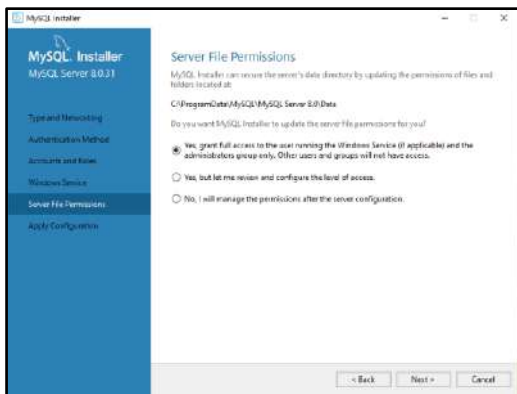 MySQL Installer
MySQL. Installer
MySQL Server 8.0.31
Type and Networking
Authentication Method
Accounts and Roles
Windows Service
Server File Permissions
Apply Configuration
Server File Permissions
MySQL Installer can secure the server's data directory by updating the permissions of files and
folders located at:
C:\ProgramData\MySQL\MySQL Server 8.0\Data
Do you want MySQL Installer to update the server file permissions for you?
Yes, grant full access to the user running the Windows Service (if applicable) and the
administrators group only. Other users and groups will not have access.
Yes, but let me review and configure the level of access.
No, I will manage the permissions after the server configuration.
< Back
Next >
Cancel